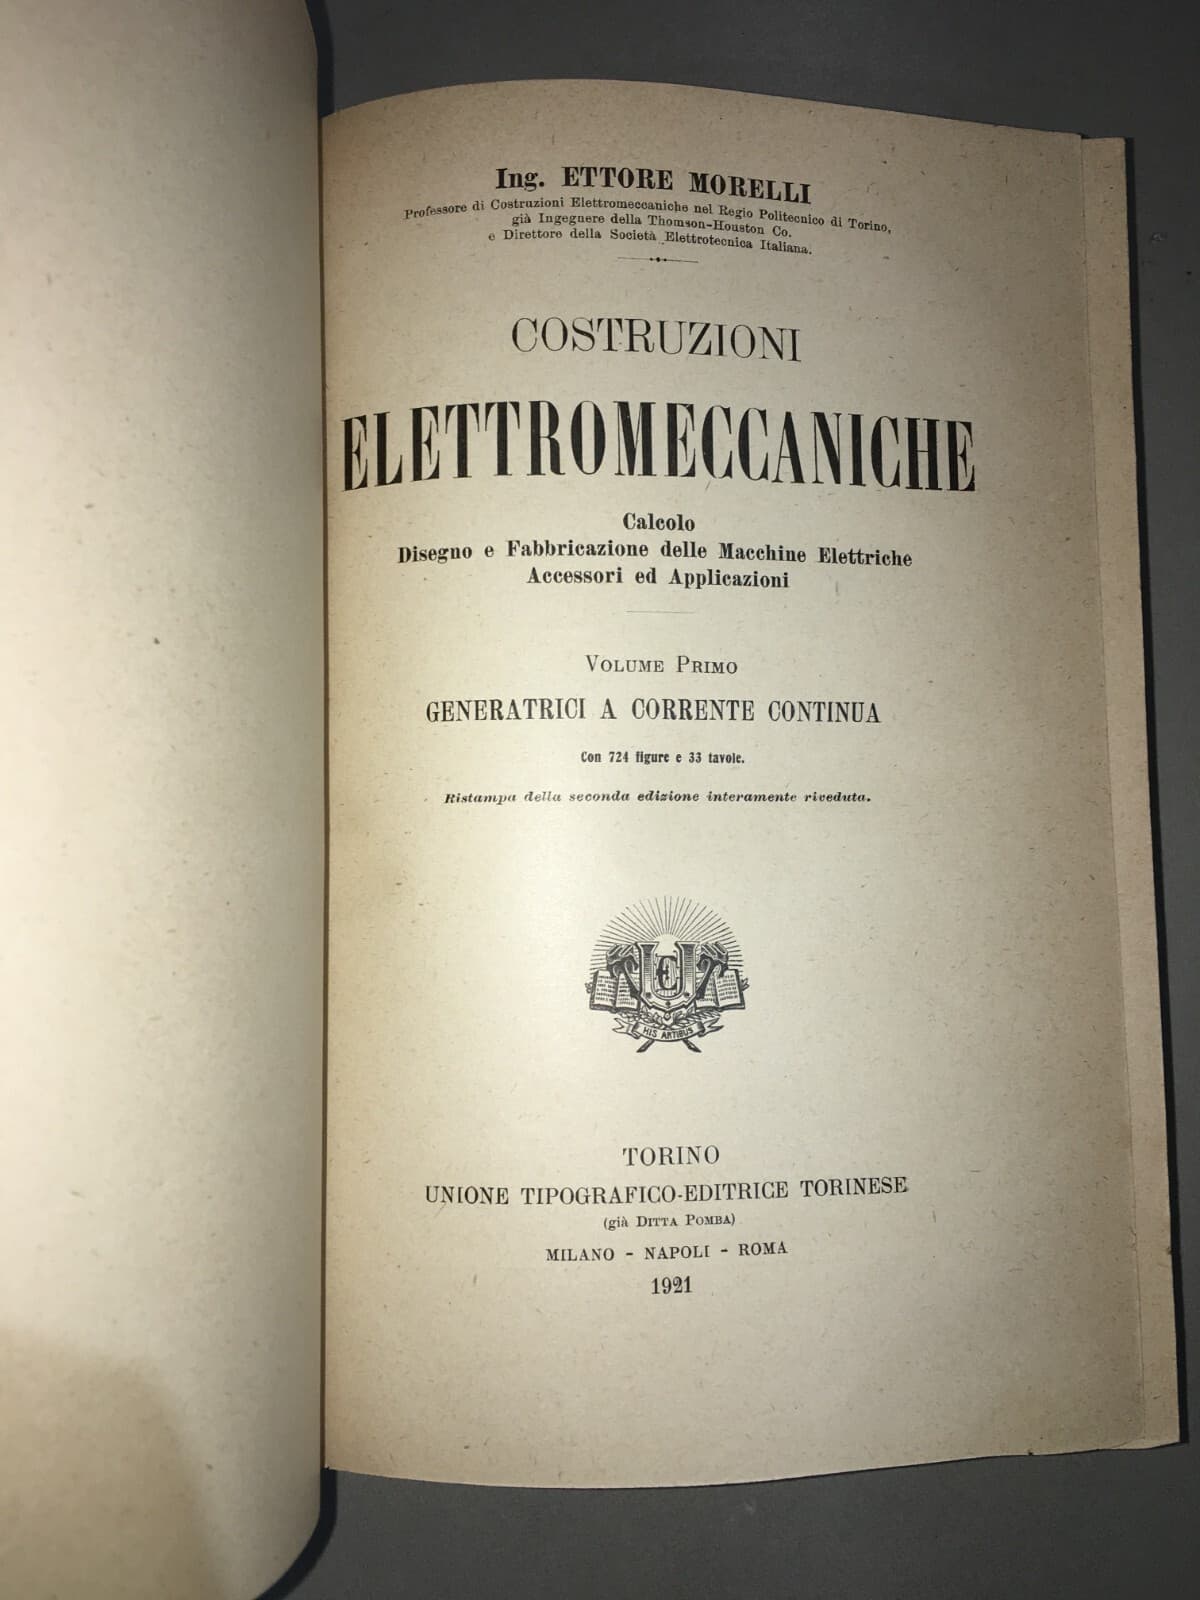 Ing. ETTORE MORELLI
Professore di Costruzioni Elettromeccaniche nel Regio Politecnico di Torino,
già Ingegnere della Thomson-Houston Co.
e Direttore della Società Elettrotecnica Italiana.
COSTRUZIONI
ELETTROMECCANICHE
Calcolo
Disegno e Fabbricazione delle Macchine Elettriche
Accessori ed Applicazioni
VOLUME PRIMO
GENERATRICI A CORRENTE CONTINUA
Con 724 figure e 33 tavole.
Ristampa della seconda edizione interamente riveduta.
HIS ARTIBUS
TORINO
UNIONE TIPOGRAFICO-EDITRICE TORINESE
(già DITTA POMBA)
MILANO - NAPOLI - ROMA
1921